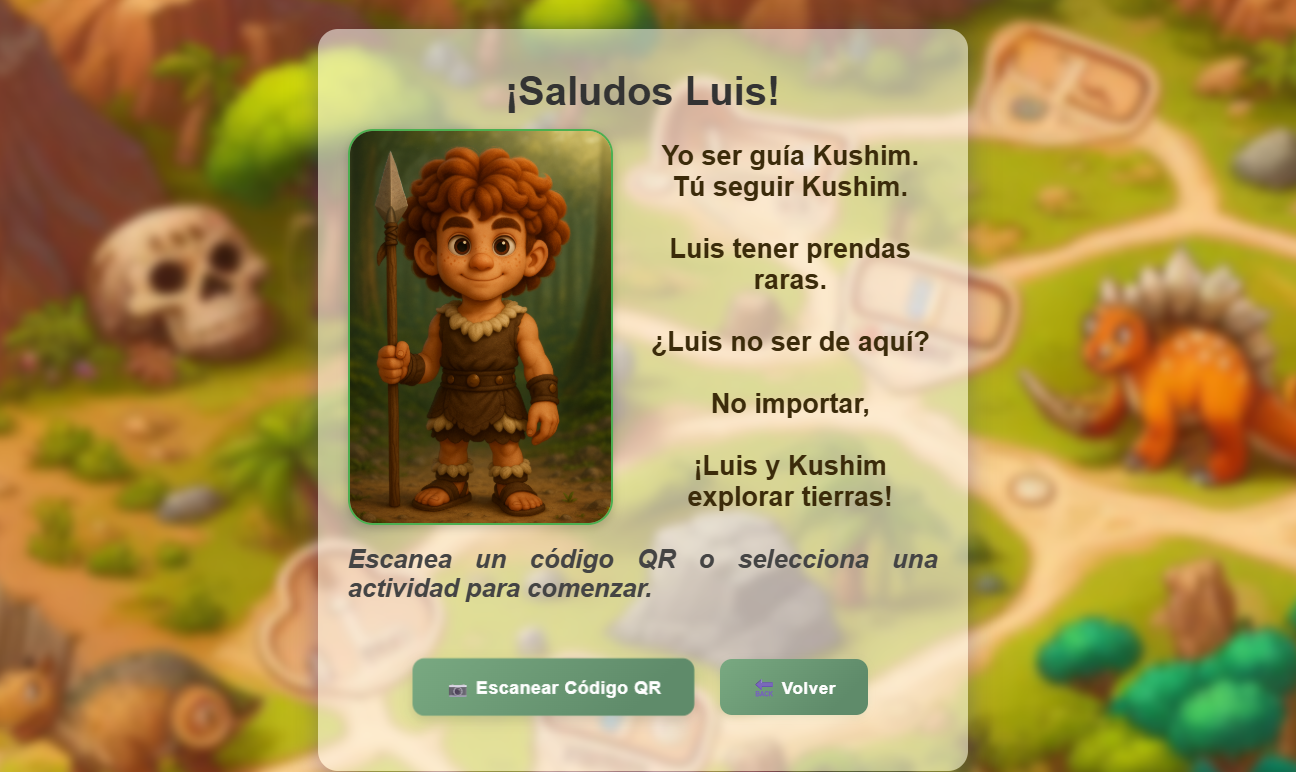 ¡Saludos Luis!
Yo ser guía Kushim.
Tú seguir Kushim.
Luis tener prendas
raras.
¿Luis no ser de aquí?
No importar,
¡Luis y Kushim
explorar tierras!
Escanea un código QR o selecciona una
actividad para comenzar.
Escanear Código QR
BACK Volver